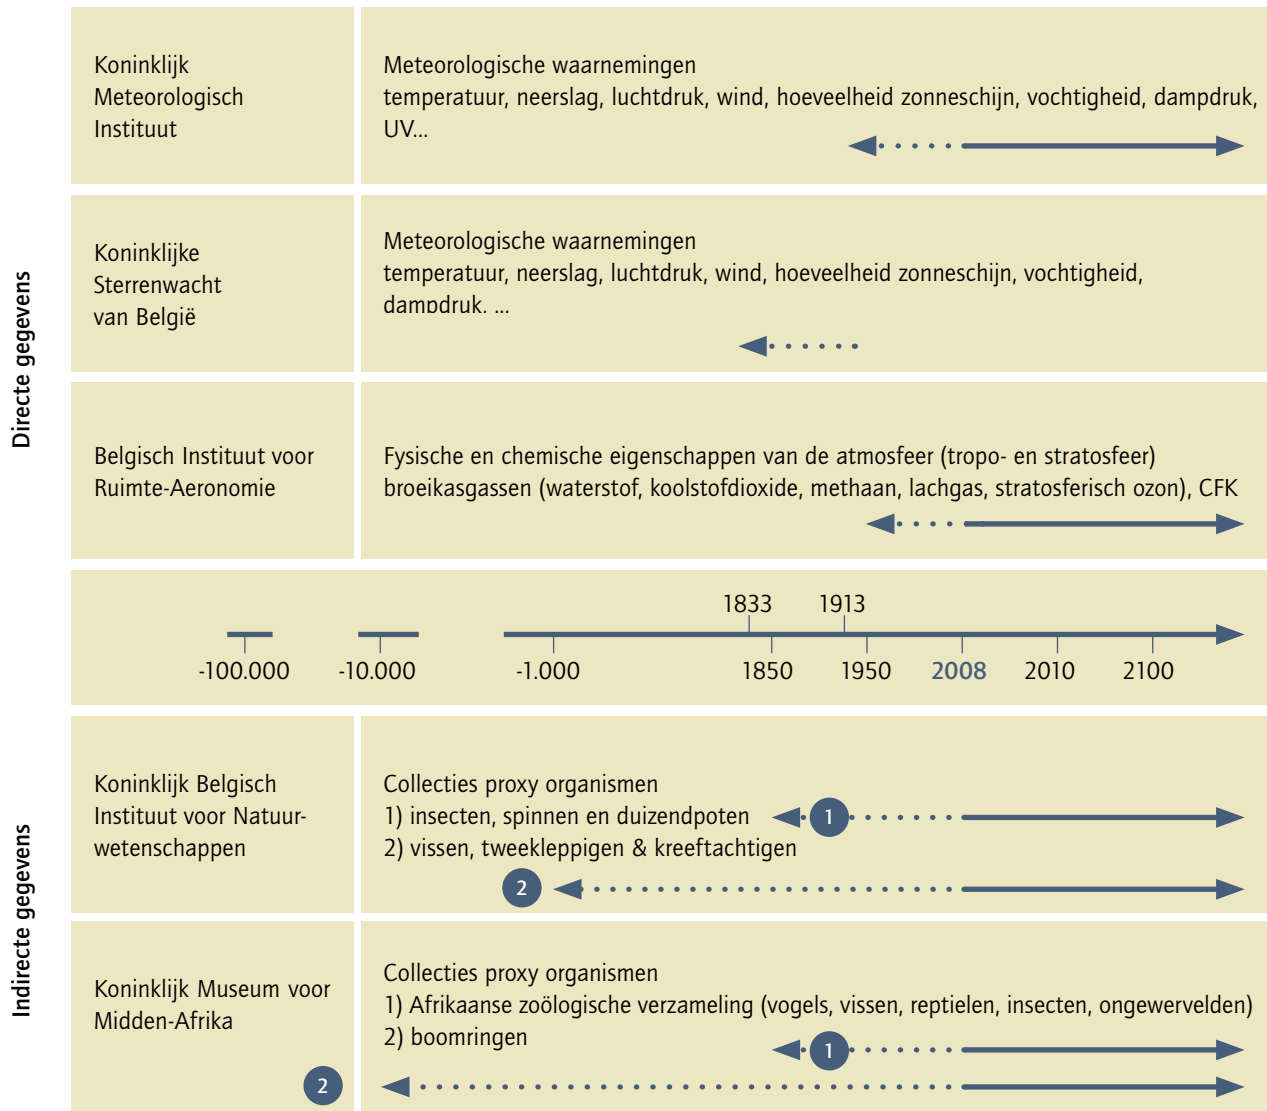 Directe gegevens
Koninklijk
Meteorologisch
Instituut
Meteorologische waarnemingen
temperatuur, neerslag, luchtdruk, wind, hoeveelheid zonneschijn, vochtigheid, dampdruk,
UV...
Koninklijke
Sterrenwacht
van België
Meteorologische waarnemingen
temperatuur, neerslag, luchtdruk, wind, hoeveelheid zonneschijn, vochtigheid,
dampdruk, ...
Belgisch Instituut voor
Ruimte-Aeronomie
Fysische en chemische eigenschappen van de atmosfeer (tropo- en stratosfeer)
broeikasgassen (waterstof, koolstofdioxide, methaan, lachgas, stratosferisch ozon), CFK
1833 1913
-100.000 -10.000 -1.000 1850 1950 2008 2010 2100
Indirecte gegevens
Koninklijk Belgisch
Instituut voor Natuur-
wetenschappen
Collecties proxy organismen
1) insecten, spinnen en duizendpoten
1
2) vissen, tweekleppigen & kreeftachtigen
2
Koninklijk Museum voor
Midden-Afrika
Collecties proxy organismen
1) Afrikaanse zoölogische verzameling (vogels, vissen, reptielen, insecten, ongewervelden)
2) boomringen
1
2